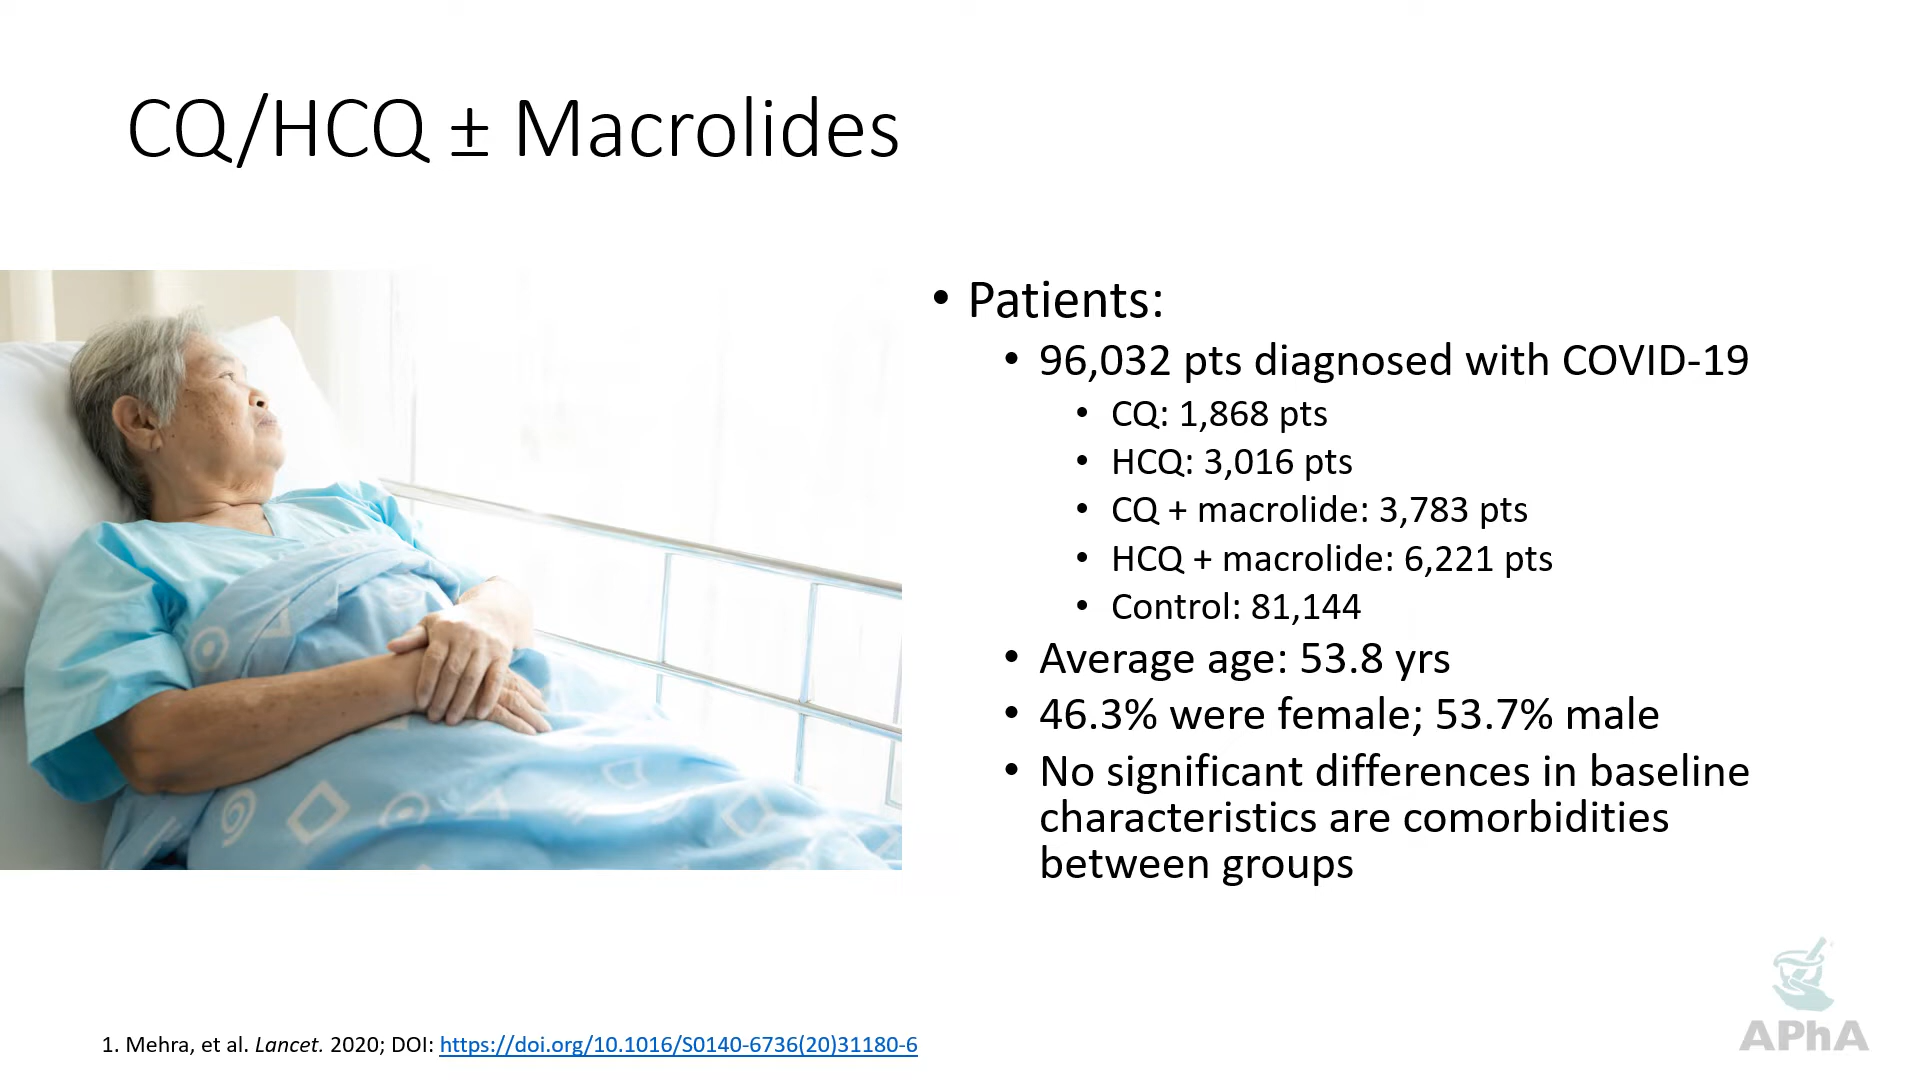 CQ/HCQ ± Macrolides
• Patients:
• 96,032 pts diagnosed with COVID-19
• CQ: 1,868 pts
• HCQ: 3,016 pts
• CQ + macrolide: 3,783 pts
• HCQ + macrolide: 6,221 pts
• Control: 81,144
• Average age: 53.8 yrs
• 46.3% were female; 53.7% male
• No significant differences in baseline
characteristics are comorbidities
between groups
1. Mehra, et al. Lancet. 2020; DOI: https://doi.org/10.1016/S0140-6736(20)31180-6
APhA